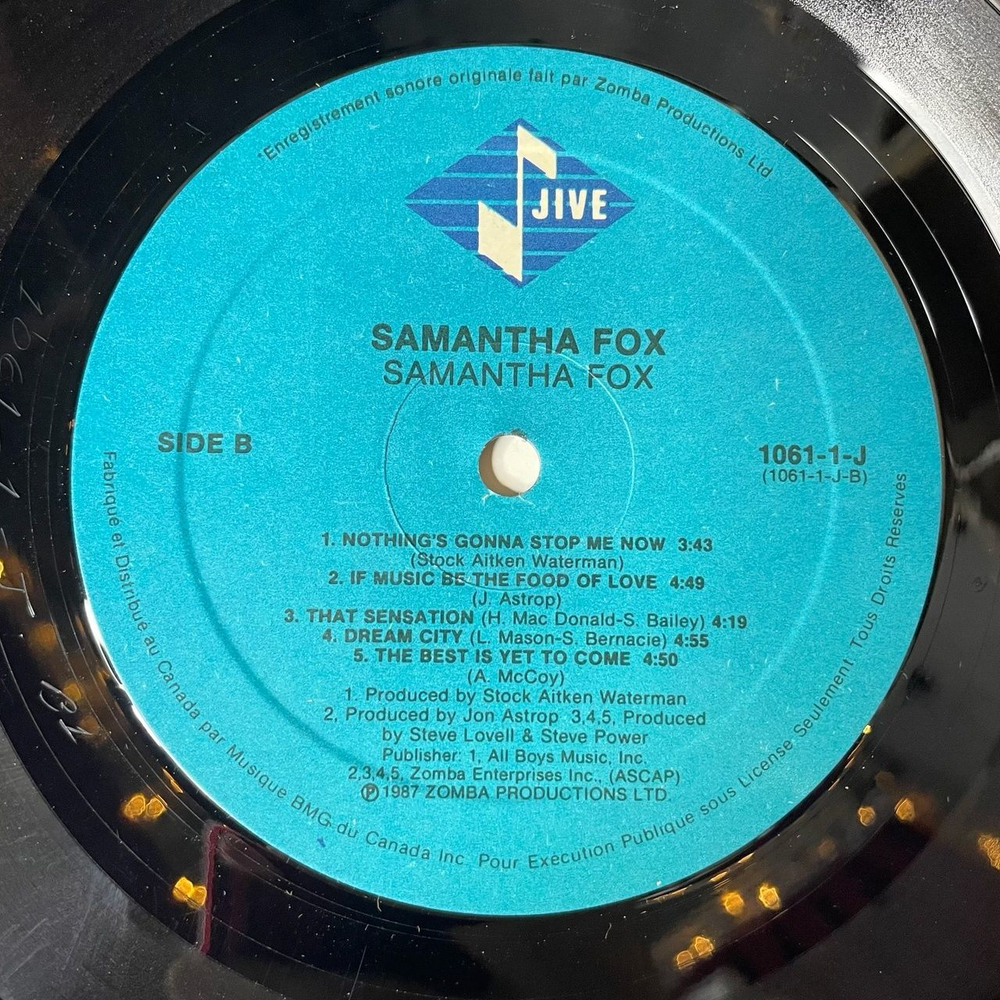 "Enregistrement sonore originale fait par Zomba Productions Ltd
JIVE
SAMANTHA FOX
SAMANTHA FOX
SIDE B
1061-1-J
(1061-1-J-B)
1. NOTHING'S GONNA STOP ME NOW 3:43
(Stock Aitken Waterman)
2. IF MUSIC BE THE FOOD OF LOVE 4:49
(J. Astrop)
3. THAT SENSATION (H. Mac Donald-S. Bailey) 4:19
4. DREAM CITY (L. Mason-S. Bernacie) 4:55
5. THE BEST IS YET TO COME 4:50
(A. McCoy)
1. Produced by Stock Aitken Waterman
2, Produced by Jon Astrop 3,4,5, Produced
by Steve Lovell & Steve Power
Publisher: 1, All Boys Music, Inc.
2,3,4,5, Zomba Enterprises Inc., (ASCAP)
℗1987 ZOMBA PRODUCTIONS LTD.
Fabrique et Distribue au Canada par Musique BMG du Canada Inc Pour Execution Publique sous License Seulement Tous Droits Reserves